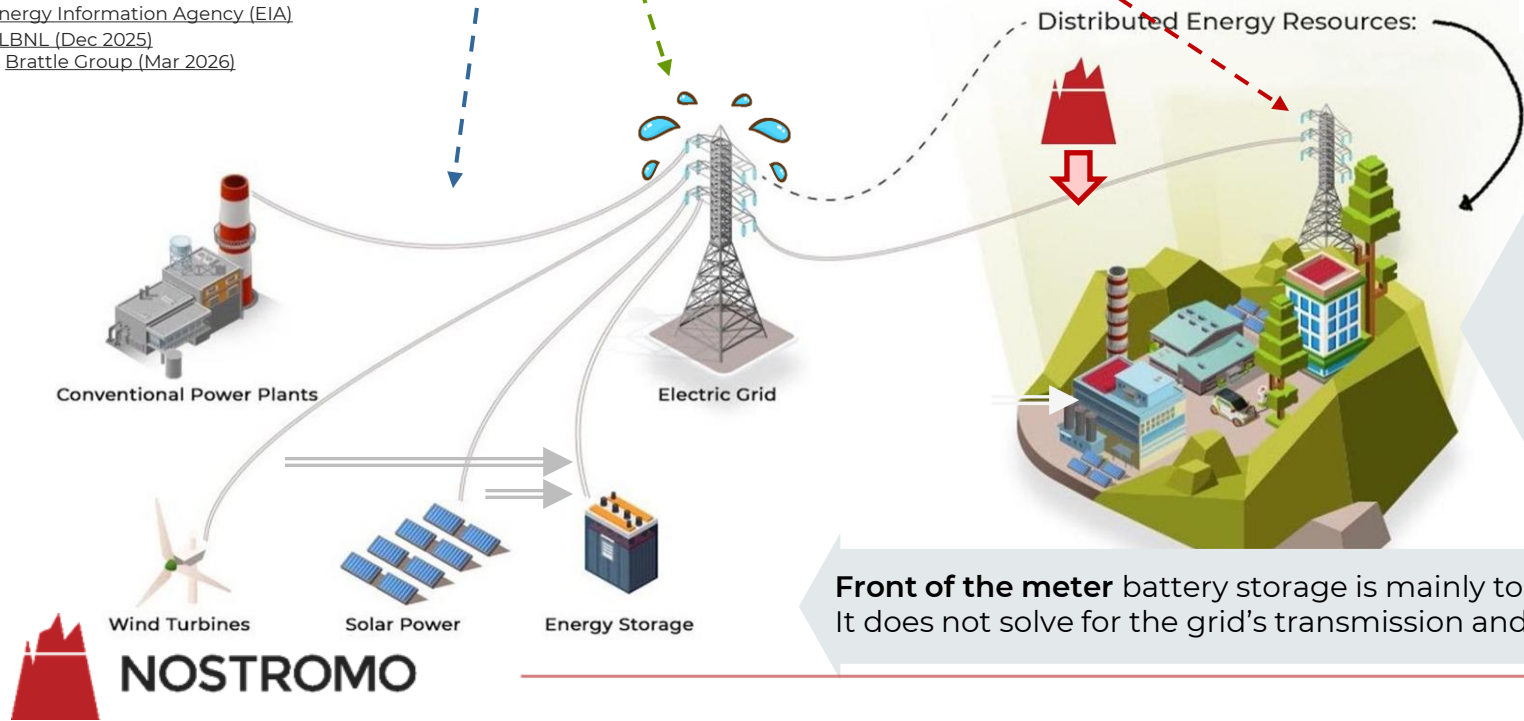 nergy Information Agency (EIA)
LBNL (Dec 2025)
Brattle Group (Mar 2026)
Distributed Energy Resources:
Conventional Power Plants
Electric Grid
Wind Turbines
Solar Power
Energy Storage
Front of the meter battery storage is mainly to
It does not solve for the grid's transmission and
NOSTROMO